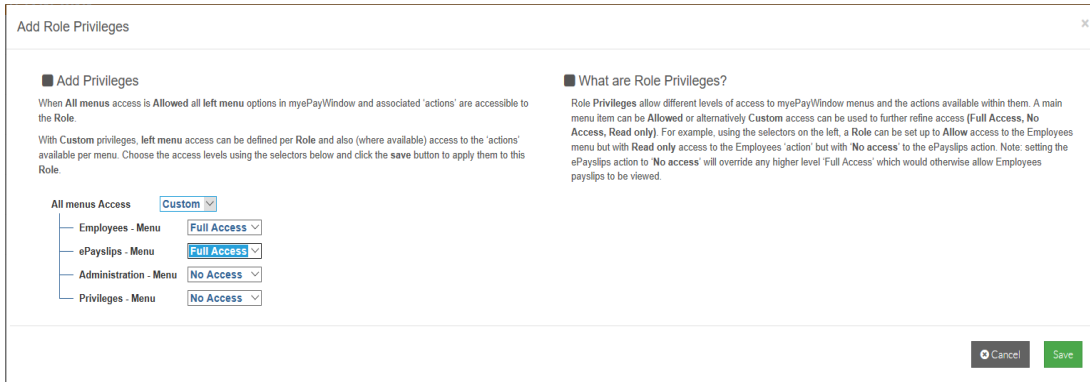 Add Role Privileges
x
Add Privileges
When All menus access is Allowed all left menu options in myePayWindow and associated 'actions' are accessible to
the Role.
With Custom privileges, left menu access can be defined per Role and also (where available) access to the 'actions'
available per menu. Choose the access levels using the selectors below and click the save button to apply them to this
Role.
All menus Access Custom
Employees - Menu Full Access
ePayslips - Menu Full Access
Administration - Menu No Access
Privileges - Menu No Access
What are Role Privileges?
Role Privileges allow different levels of access to myePayWindow menus and the actions available within them. A main
menu item can be Allowed or alternatively Custom access can be used to further refine access (Full Access, No
Access, Read only). For example, using the selectors on the left, a Role can be set up to Allow access to the Employees
menu but with Read only access to the Employees 'action' but with 'No access' to the ePayslips action. Note: setting the
ePayslips action to 'No access' will override any higher level 'Full Access' which would otherwise allow Employees
payslips to be viewed.
Cancel
Save